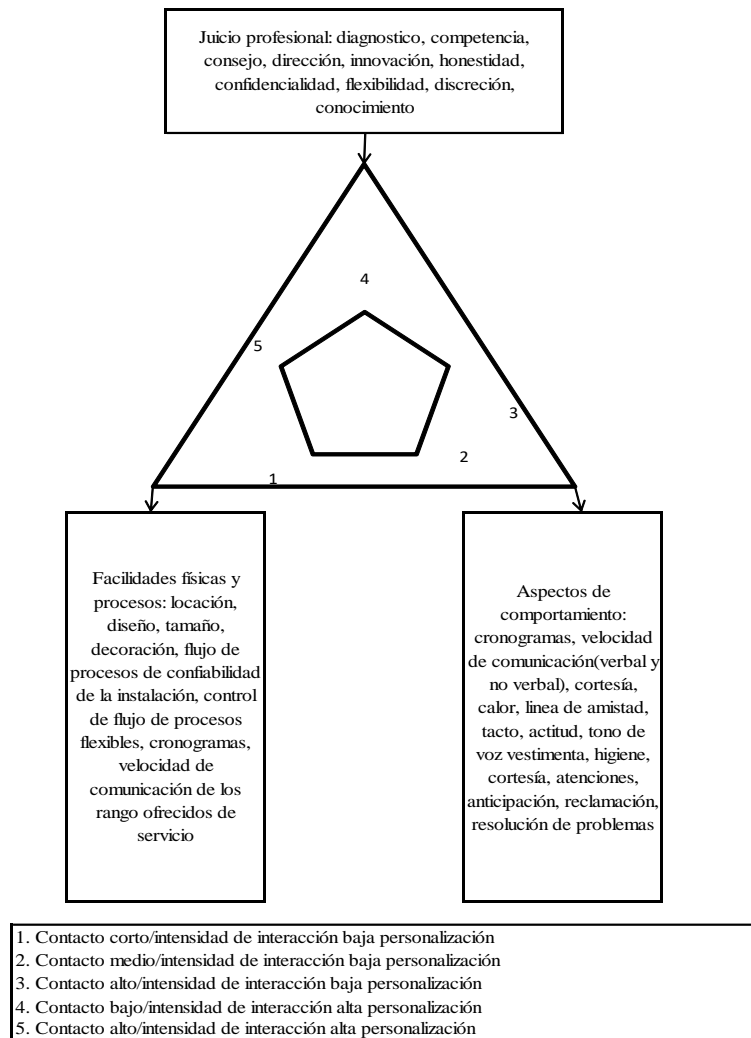 Juicio profesional: diagnostico, competencia,
consejo, dirección, innovación, honestidad,
confidencialidad, flexibilidad, discreción,
conocimiento
4
5
3
2
1
Facilidades físicas y
procesos: locación,
diseño, tamaño,
decoración, flujo de
procesos de confiabilidad
de la instalación, control
de flujo de procesos
flexibles, cronogramas,
velocidad de
comunicación de los
rango ofrecidos de
servicio
Aspectos de
comportamiento:
cronogramas, velocidad
de comunicación(verbal y
no verbal), cortesía,
calor, linea de amistad,
tacto, actitud, tono de
voz vestimenta, higiene,
cortesía, atenciones,
anticipación, reclamación,
resolución de problemas
1. Contacto corto/intensidad de interacción baja personalización
2. Contacto medio/intensidad de interacción baja personalización
3. Contacto alto/intensidad de interacción baja personalización
4. Contacto bajo/intensidad de interacción alta personalización
5. Contacto alto/intensidad de interacción alta personalización